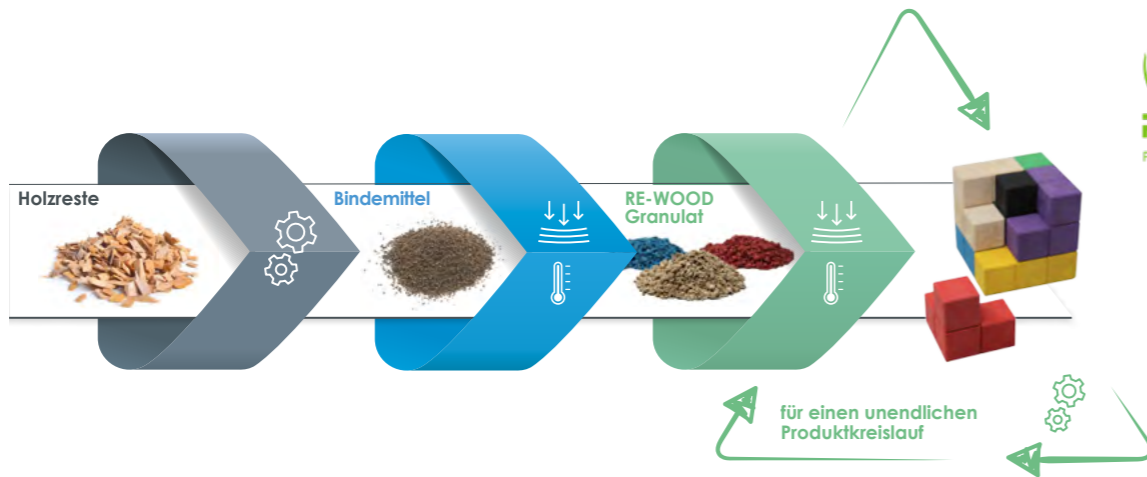 Holzreste
Bindemittel
RE-WOOD
Granulat
für einen unendlichen
Produktkreislauf